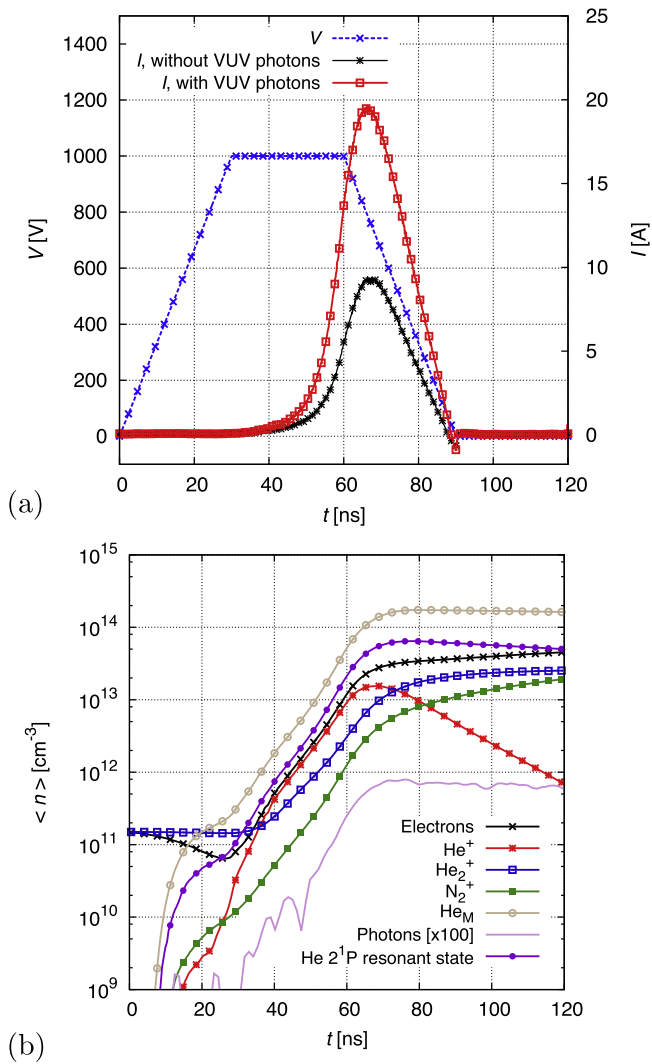 1400
1200
1000
800
600
400
200
0
V [V]
V
I, without VUV photons
I, with VUV photons
25
20
15
10
5
0
I [A]
0 20 40 60 80 100 120
t [ns]
(a)
10^15
10^14
10^13
10^12
10^11
10^10
10^9
< n > [cm^-3]
Electrons
He^+
He_2^+
N_2^+
He_M
Photons [x100]
He 2^1P resonant state
0 20 40 60 80 100 120
t [ns]
(b)